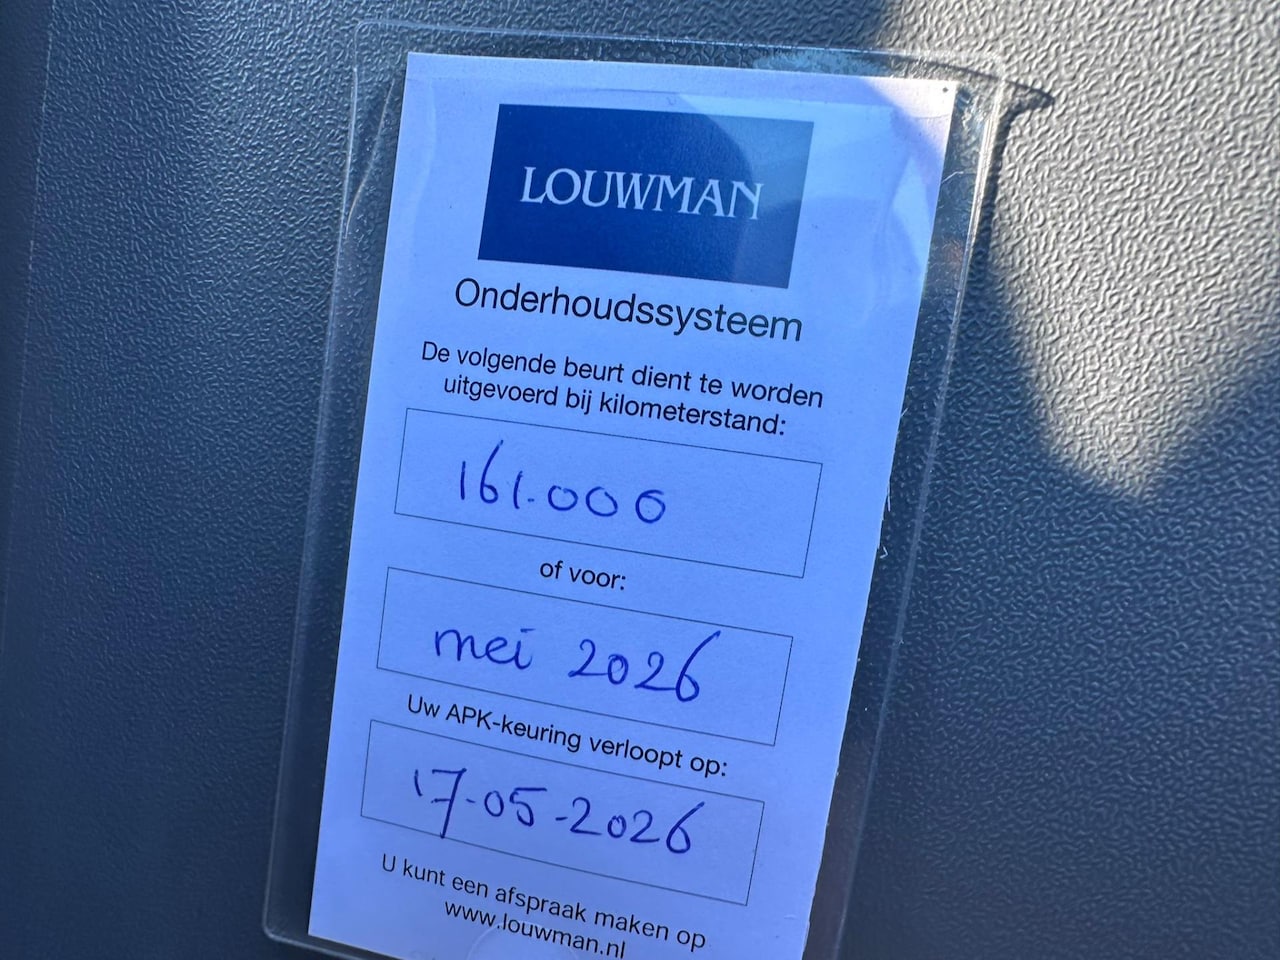 LOUWMAN
Onderhoudssysteem
De volgende beurt dient te worden
uitgevoerd bij kilometerstand:
161.000
of voor:
mei 2026
Uw APK-keuring verloopt op:
17-05-2026
U kunt een afspraak maken op
www.louwman.nl